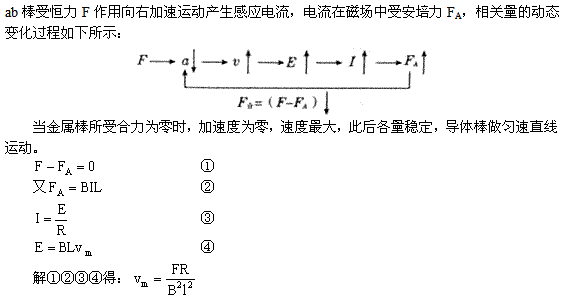 ab 棒受恒力 F 作用向右加速运动产生感应电流，电流在磁场中受安培力 F_A，相关量的动态
变化过程如下所示：
F → a↓ → v↑ → E↑ → I↑ → F_A↑
F合=（F-F_A）↓
当金属棒所受合力为零时，加速度为零，速度最大，此后各量稳定，导体棒做匀速直线
运动。
F - F_A = 0 ①
又 F_A = BIL ②
I = E/R ③
E = BLv_m ④
解①②③④得： v_m = FR/B²l²